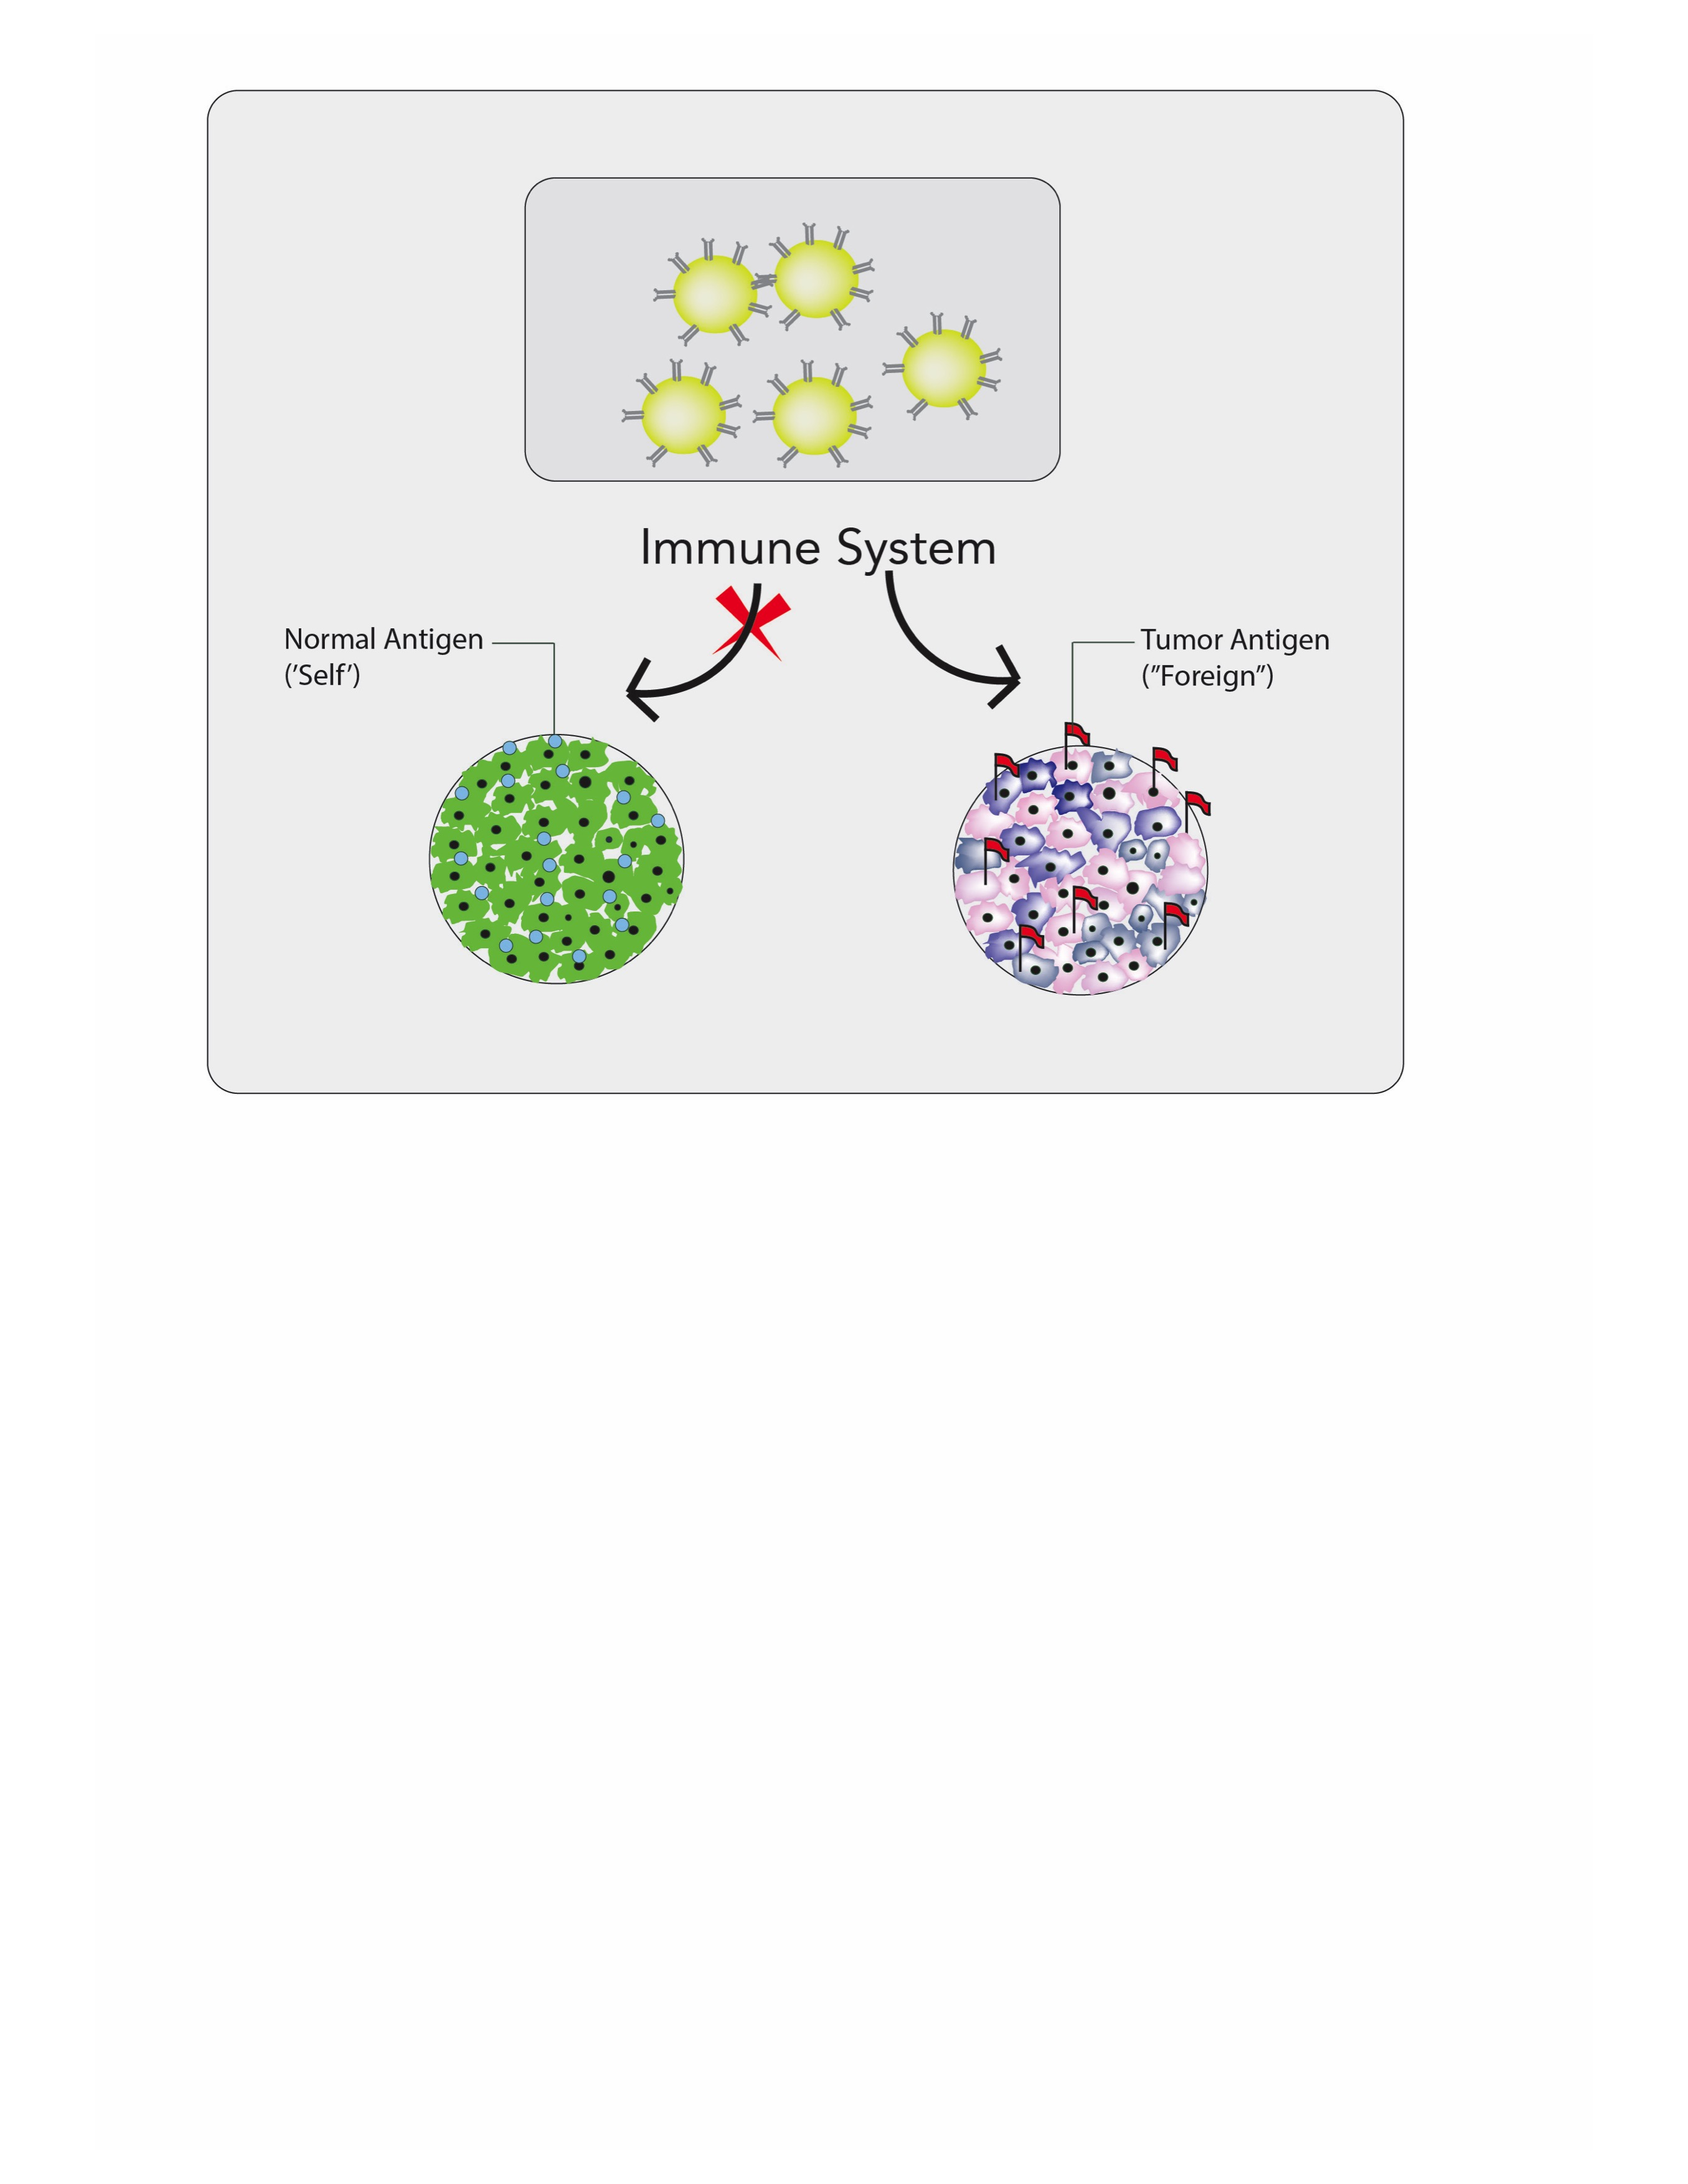 Immune System
Normal Antigen
(’Self’)
Tumor Antigen
(”Foreign”)